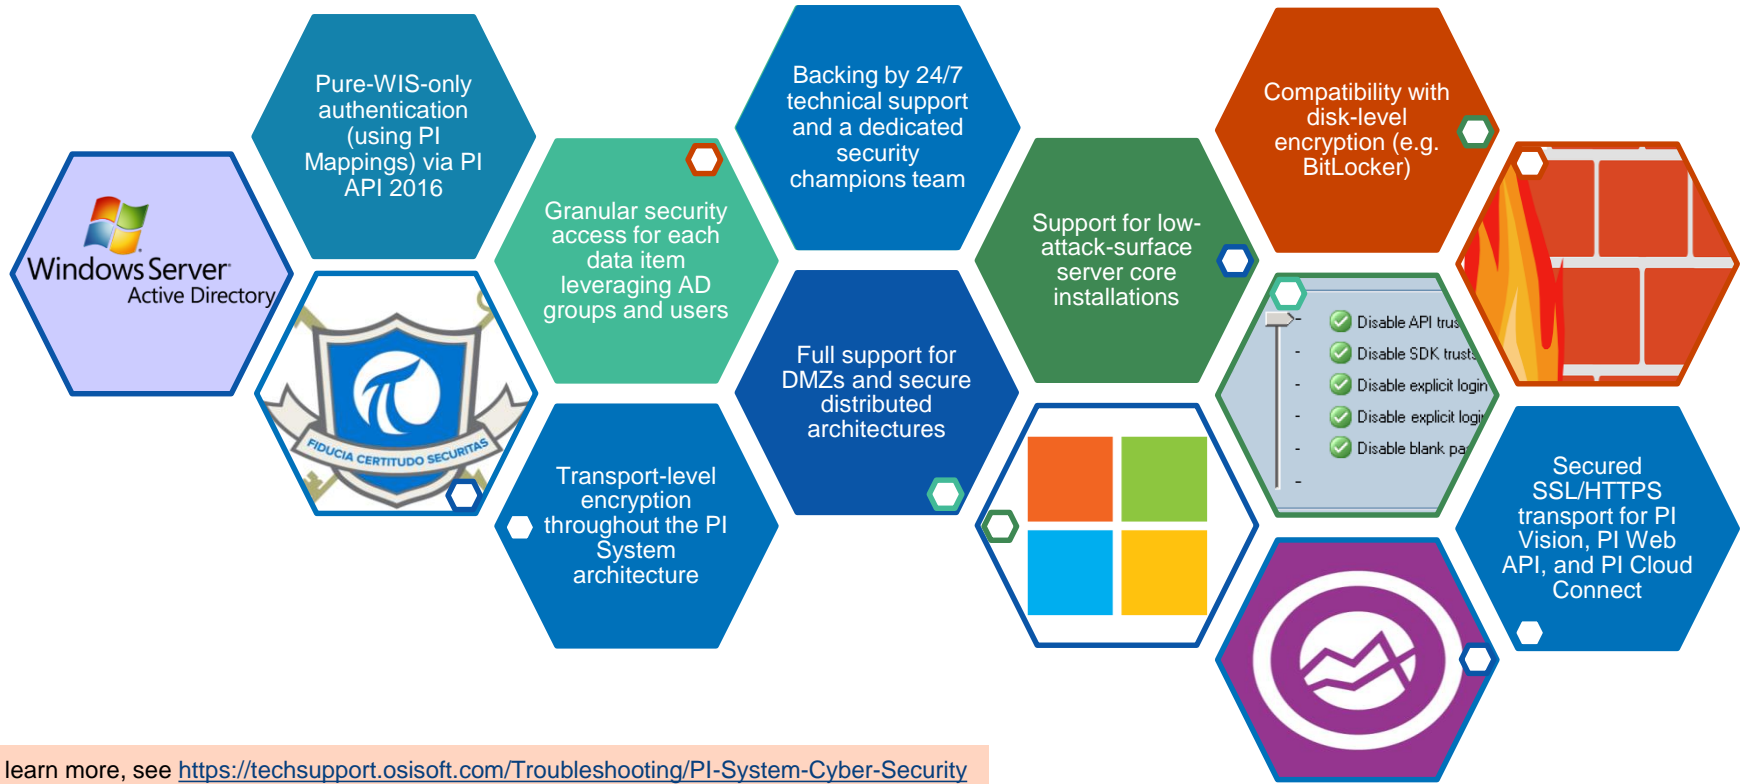 Pure-WIS-only
authentication
(using PI
Mappings) via PI
API 2016
Backing by 24/7
technical support
and a dedicated
security
champions team
Compatibility with
disk-level
encryption (e.g.
BitLocker)
Windows Server
Active Directory
Granular security
access for each
data item
leveraging AD
groups and users
Support for low-
attack-surface
server core
installations
FIDUCIA CERTITUDO SECURITAS
Full support for
DMZs and secure
distributed
architectures
Disable API trus
Disable SDK trusts
Disable explicit login
Disable explicit logi
Disable blank pa
Transport-level
encryption
throughout the PI
System
architecture
Secured
SSL/HTTPS
transport for PI
Vision, PI Web
API, and PI Cloud
Connect
learn more, see https://techsupport.osisoft.com/Troubleshooting/PI-System-Cyber-Security